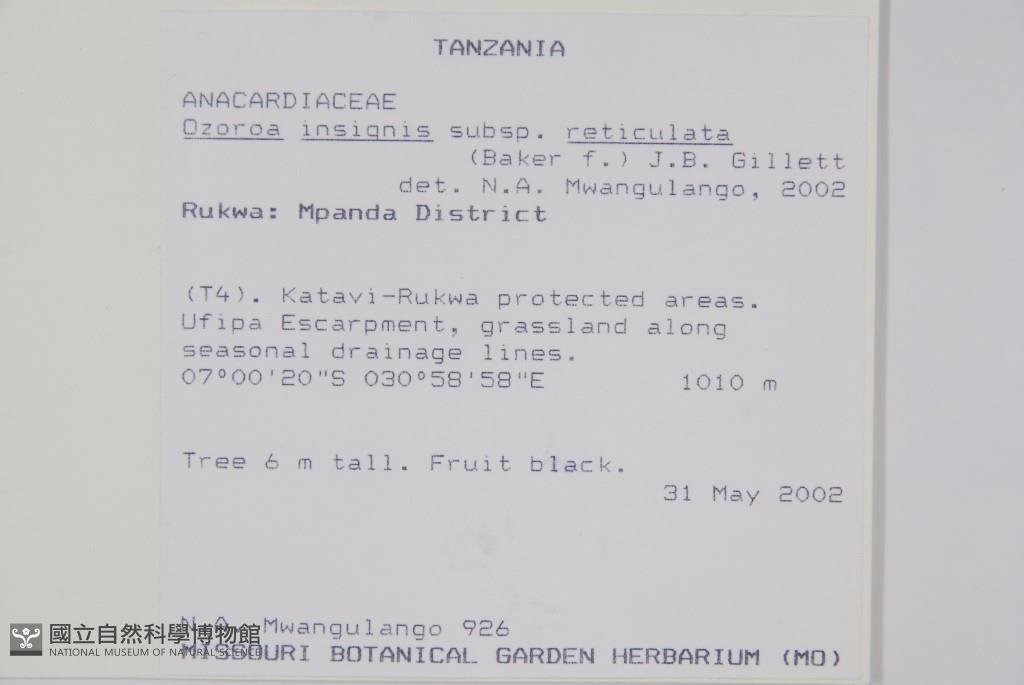 TANZANIA
ANACARDIACEAE
Ozoroa insignis subsp. reticulata
(Baker f.) J.B. Gillett
det. N.A. Mwangulango, 2002
Rukwa: Mpanda District
(T4). Katavi-Rukwa protected areas.
Ufipa Escarpment, grassland along
seasonal drainage lines.
07°00'20"S 030°58'58"E 1010 m
Tree 6 m tall. Fruit black.
31 May 2002
N.A. Mwangulango 926
MISSOURI BOTANICAL GARDEN HERBARIUM (MO)
國立自然科學博物館
NATIONAL MUSEUM OF NATURAL SCIENCE